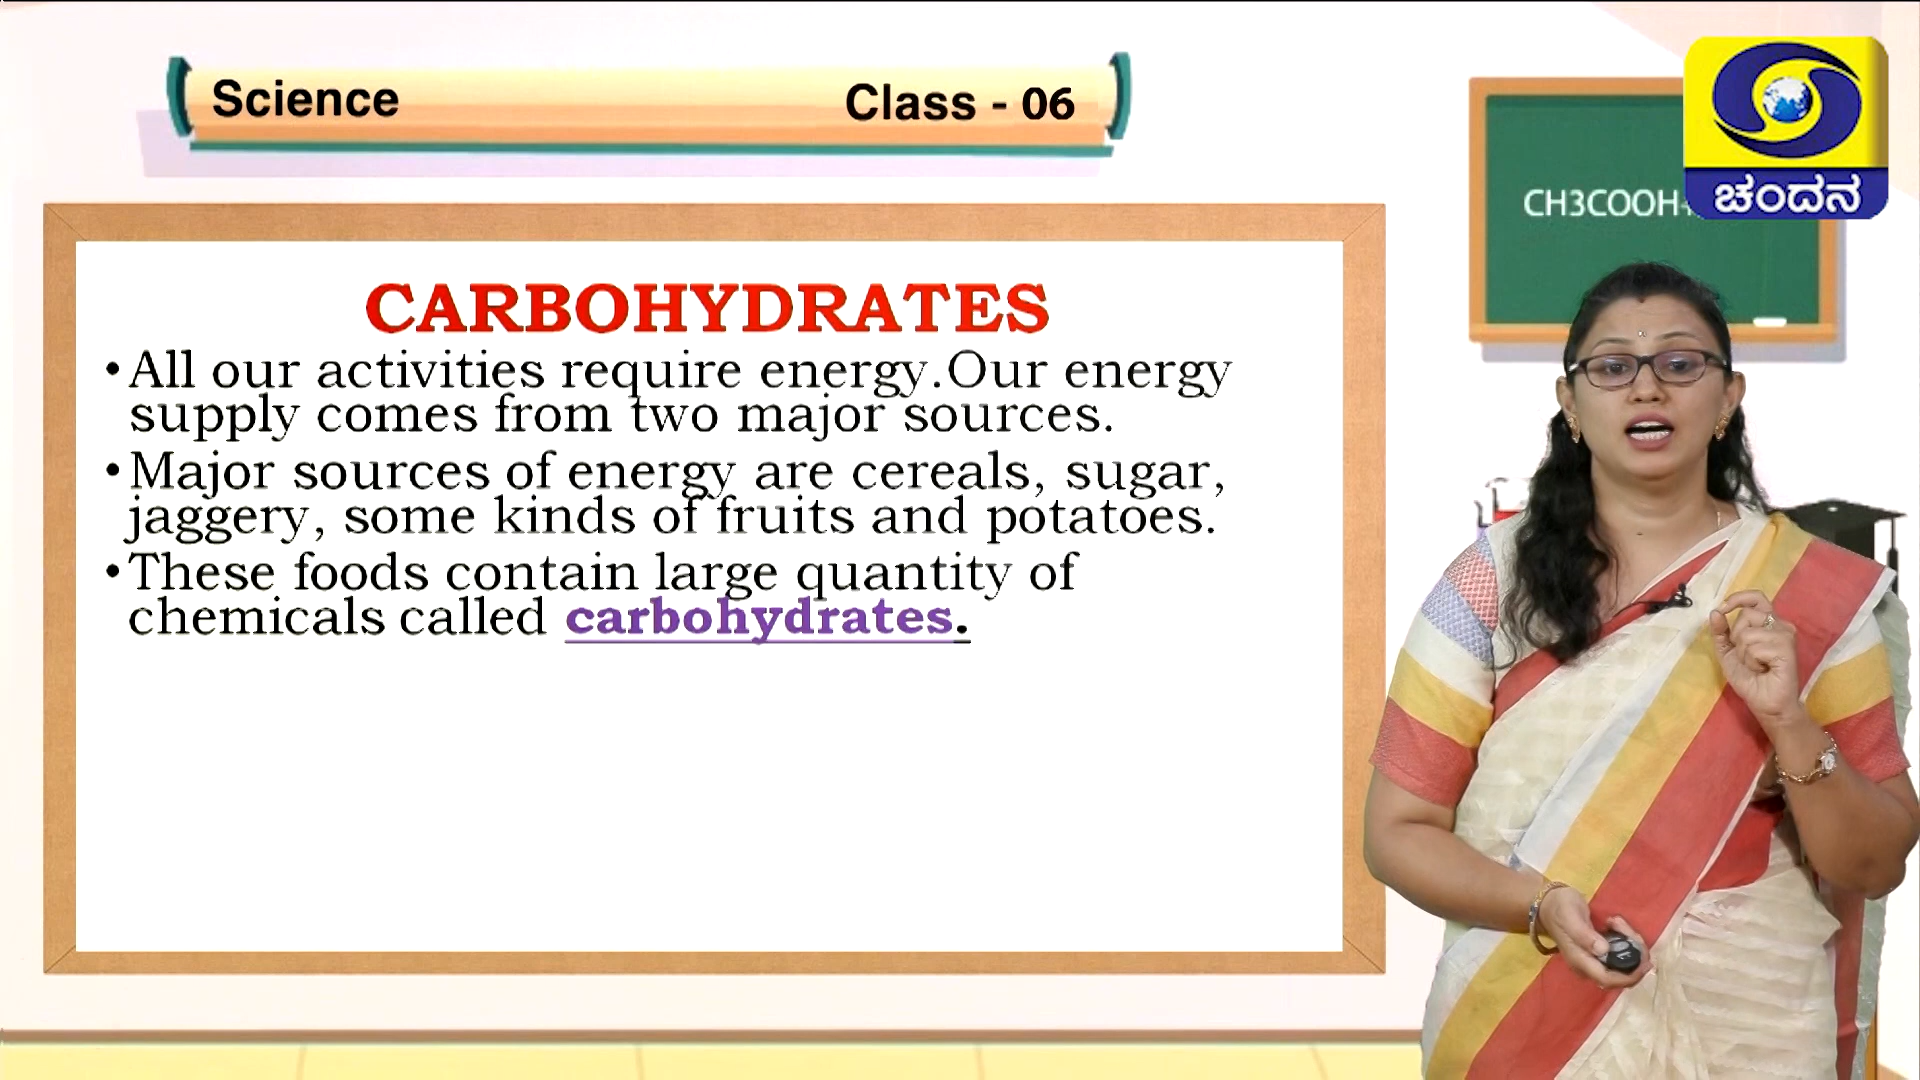 Science
Class - 06
CH3COOH+
ಚಂದನ
CARBOHYDRATES
•All our activities require energy.Our energy
supply comes from two major sources.
•Major sources of energy are cereals, sugar,
jaggery, some kinds of fruits and potatoes.
•These foods contain large quantity of
chemicals called carbohydrates.